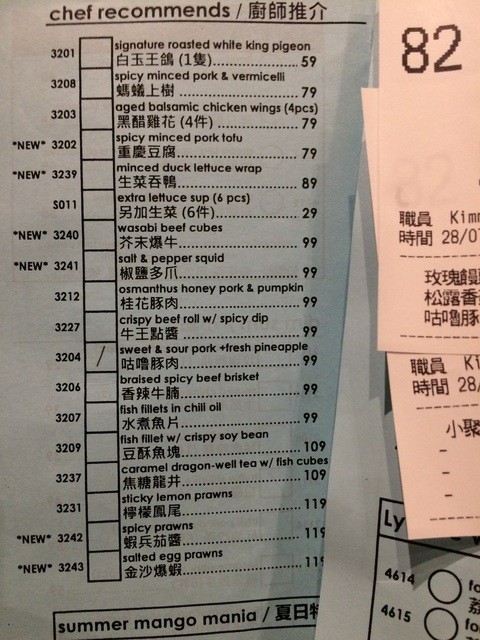 chef recommends / 廚師推介
3201 signature roasted white king pigeon
白玉王鴿 (1隻) 59
3208 spicy minced pork & vermicelli
螞蟻上樹 79
3203 aged balsamic chicken wings (4pcs)
黑醋雞花 (4件) 79
*NEW* 3202 spicy minced pork tofu
重慶豆腐 79
*NEW* 3239 minced duck lettuce wrap
生菜吞鴨 89
S011 extra lettuce sup (6 pcs)
另加生菜 (6件) 29
*NEW* 3240 wasabi beef cubes
芥末爆牛 99
*NEW* 3241 salt & pepper squid
椒鹽多爪 99
3212 osmanthus honey pork & pumpkin
桂花豚肉 99
3227 crispy beef roll w/ spicy dip
牛王點醬 99
3204 / sweet & sour pork +fresh pineapple
咕嚕豚肉 99
3206 braised spicy beef brisket
香辣牛腩 99
3207 fish fillets in chili oil
水煮魚片 99
3209 fish fillet w/ crispy soy bean
豆酥魚塊 109
3237 caramel dragon-well tea w/ fish cubes
焦糖龍井 109
3231 sticky lemon prawns
檸檬鳳尾 119
*NEW* 3242 spicy prawns
蝦兵茄醬 119
*NEW* 3243 salted egg prawns
金沙爆蝦 119
summer mango mania / 夏日
82
職員 Kim
時間 28/0
玫瑰饅
松露香
咕嚕豚
職員 Ki
時間 28/
小聚
-
-
Ly
4614 fo
4615 fo